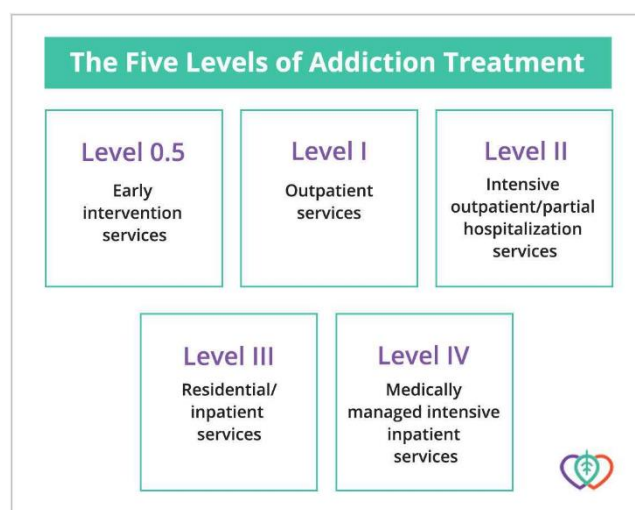 The Five Levels of Addiction Treatment
Level 0.5
Early
intervention
services
Level I
Outpatient
services
Level II
Intensive
outpatient/partial
hospitalization
services
Level III
Residential/
inpatient
services
Level IV
Medically
managed intensive
inpatient
services